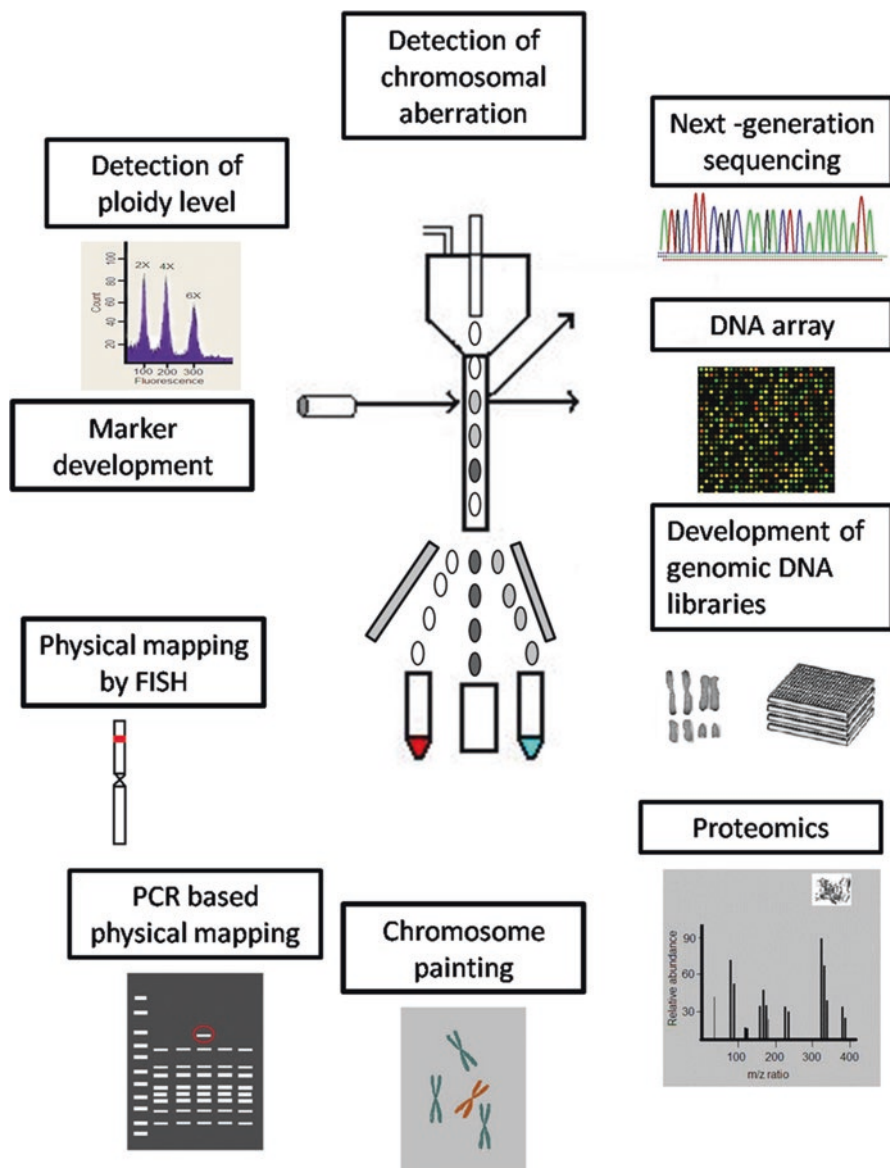 Detection of
chromosomal
aberration
Next -generation
sequencing
Detection of
ploidy level
100
80
60
40
20
Count
2X
4X
6X
100 200 300
Fluorescence
DNA array
Marker
development
Development of
genomic DNA
libraries
Physical mapping
by FISH
Proteomics
90
60
30
Relative abundance
100 200 300 400
m/z ratio
PCR based
physical mapping
Chromosome
painting